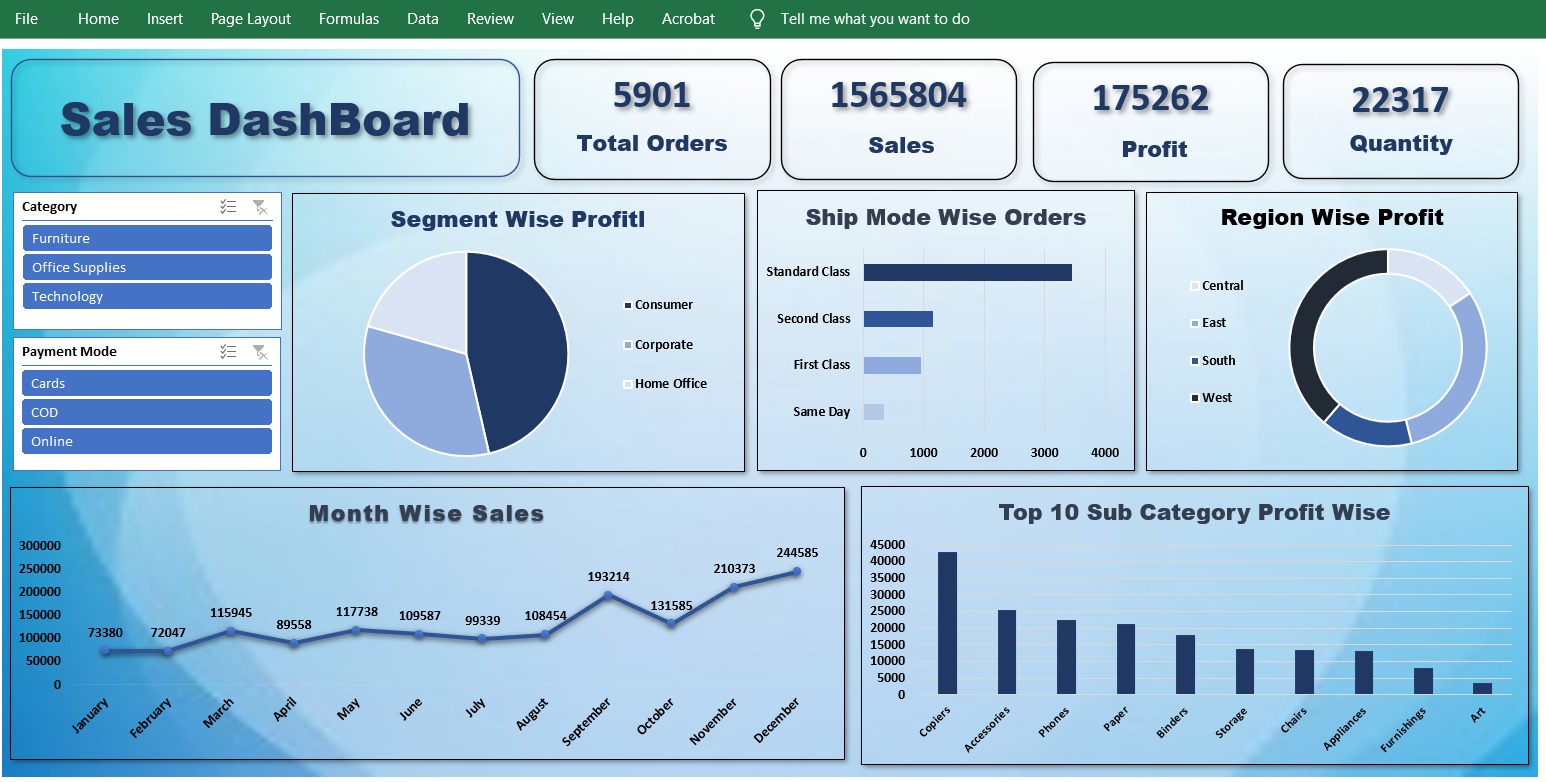 File Home Insert Page Layout Formulas Data Review View Help Acrobat Tell me what you want to do
Sales DashBoard
5901
Total Orders
1565804
Sales
175262
Profit
22317
Quantity
Category
Furniture
Office Supplies
Technology
Payment Mode
Cards
COD
Online
Segment Wise Profitl
Consumer
Corporate
Home Office
Ship Mode Wise Orders
Standard Class
Second Class
First Class
Same Day
0 1000 2000 3000 4000
Region Wise Profit
Central
East
South
West
Month Wise Sales
300000
250000
200000
150000
100000
50000
0
73380 72047 115945 89558 117738 109587 99339 108454 193214 131585 210373 244585
January February March April May June July August September October November December
Top 10 Sub Category Profit Wise
45000
40000
35000
30000
25000
20000
15000
10000
5000
0
Copiers Accessories Phones Paper Binders Storage Chairs Appliances Furnishings Art